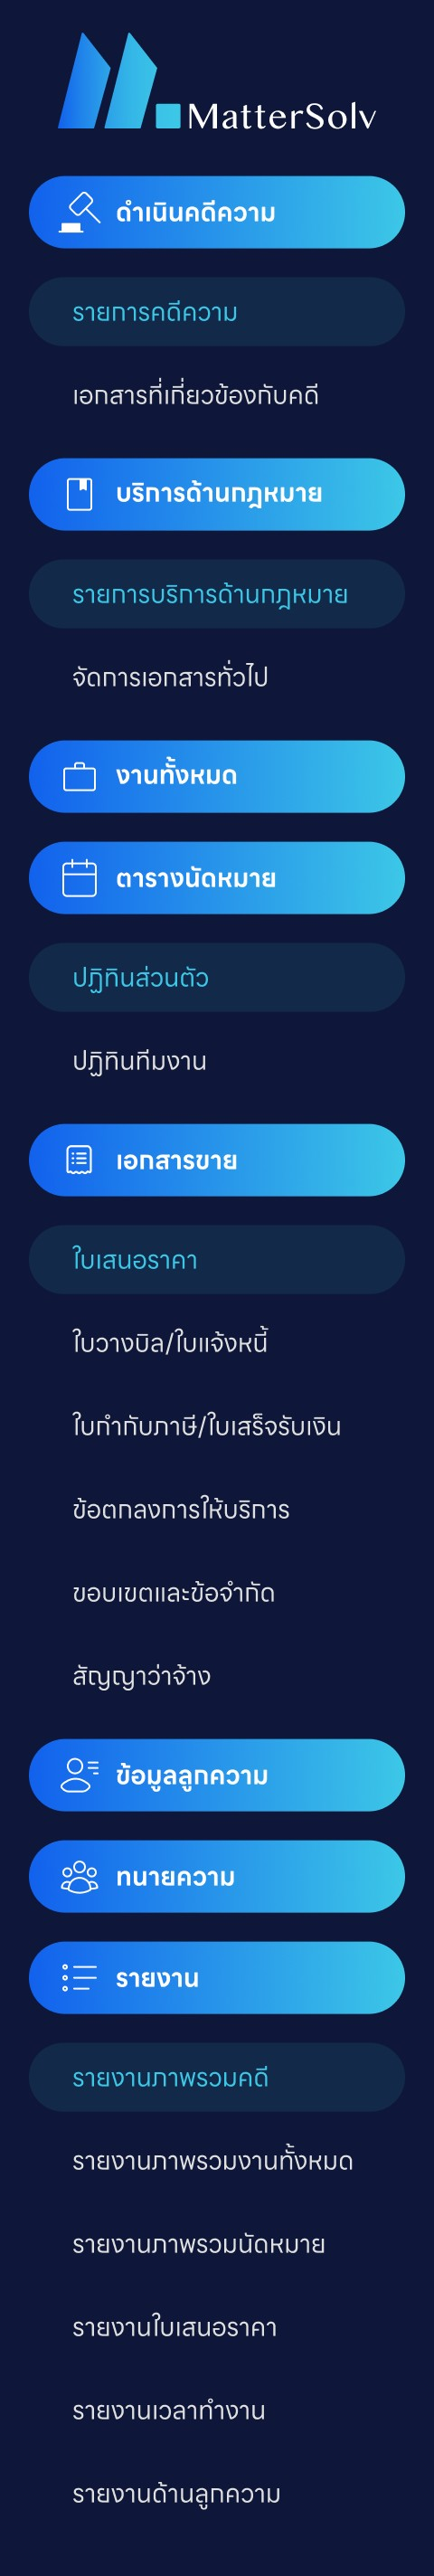 MatterSolv
ดำเนินคดีความ
รายการคดีความ
เอกสารที่เกี่ยวข้องกับคดี
บริการด้านกฎหมาย
รายการบริการด้านกฎหมาย
จัดการเอกสารทั่วไป
งานทั้งหมด
ตารางนัดหมาย
ปฏิทินส่วนตัว
ปฏิทินทีมงาน
เอกสารขาย
ใบเสนอราคา
ใบวางบิล/ใบแจ้งหนี้
ใบกำกับภาษี/ใบเสร็จรับเงิน
ข้อตกลงการให้บริการ
ขอบเขตและข้อจำกัด
สัญญาว่าจ้าง
ข้อมูลลูกความ
ทนายความ
รายงาน
รายงานภาพรวมคดี
รายงานภาพรวมงานทั้งหมด
รายงานภาพรวมนัดหมาย
รายงานใบเสนอราคา
รายงานเวลาทำงาน
รายงานด้านลูกความ